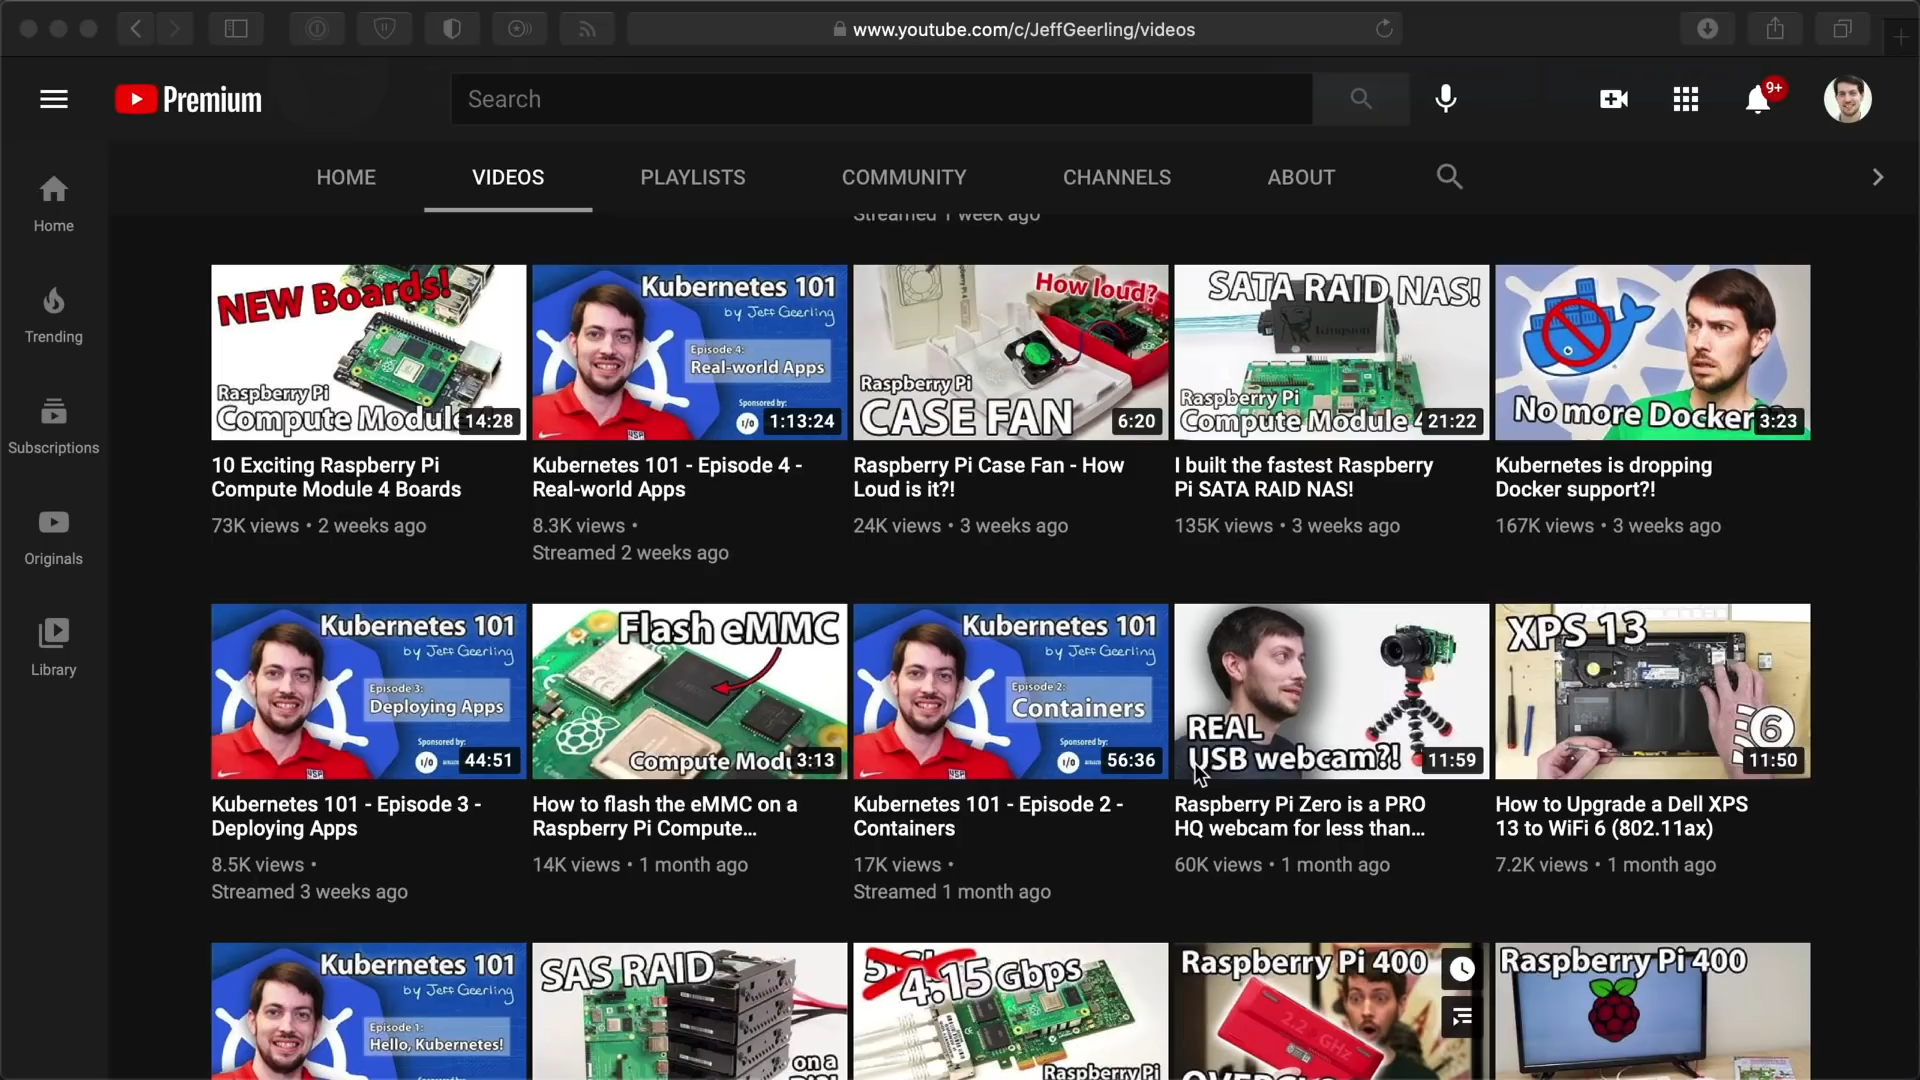 www.youtube.com/c/JeffGeerling/videos
Premium
Search
9+
HOME VIDEOS PLAYLISTS COMMUNITY CHANNELS ABOUT
Home
Trending
Subscriptions
Originals
Library
Streamed 1 week ago
NEW Boards!
Raspberry Pi
Compute Module
14:28
Kubernetes 101
by Jeff Geerling
Episode 4:
Real-world Apps
Sponsored by:
I/O
1:13:24
How loud?
Raspberry Pi
CASE FAN
6:20
SATA RAID NAS!
Kingston
Raspberry Pi
Compute Module 4
21:22
No more Docker
3:23
10 Exciting Raspberry Pi
Compute Module 4 Boards
73K views • 2 weeks ago
Kubernetes 101 - Episode 4 -
Real-world Apps
8.3K views •
Streamed 2 weeks ago
Raspberry Pi Case Fan - How
Loud is it?!
24K views • 3 weeks ago
I built the fastest Raspberry
Pi SATA RAID NAS!
135K views • 3 weeks ago
Kubernetes is dropping
Docker support?!
167K views • 3 weeks ago
Kubernetes 101
by Jeff Geerling
Episode 3:
Deploying Apps
Sponsored by:
I/O
44:51
Flash eMMC
Compute Modu
3:13
Kubernetes 101
by Jeff Geerling
Episode 2:
Containers
Sponsored by:
I/O
56:36
REAL
USB webcam?!
11:59
XPS 13
6
11:50
Kubernetes 101 - Episode 3 -
Deploying Apps
8.5K views •
Streamed 3 weeks ago
How to flash the eMMC on a
Raspberry Pi Compute...
14K views • 1 month ago
Kubernetes 101 - Episode 2 -
Containers
17K views •
Streamed 1 month ago
Raspberry Pi Zero is a PRO
HQ webcam for less than...
60K views • 1 month ago
How to Upgrade a Dell XPS
13 to WiFi 6 (802.11ax)
7.2K views • 1 month ago
Kubernetes 101
by Jeff Geerling
Episode 1:
Hello, Kubernetes!
SAS RAID
on a
4.15 Gbps
Raspberry Pi
Raspberry Pi 400
2.2 GHz
Raspberry Pi 400